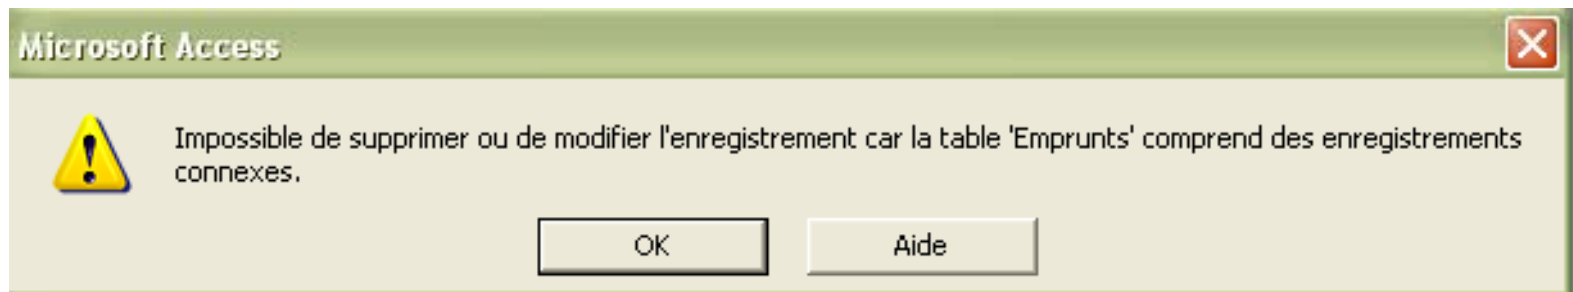 Microsoft Access
Impossible de supprimer ou de modifier l'enregistrement car la table 'Emprunts' comprend des enregistrements
connexes.
OK
Aide